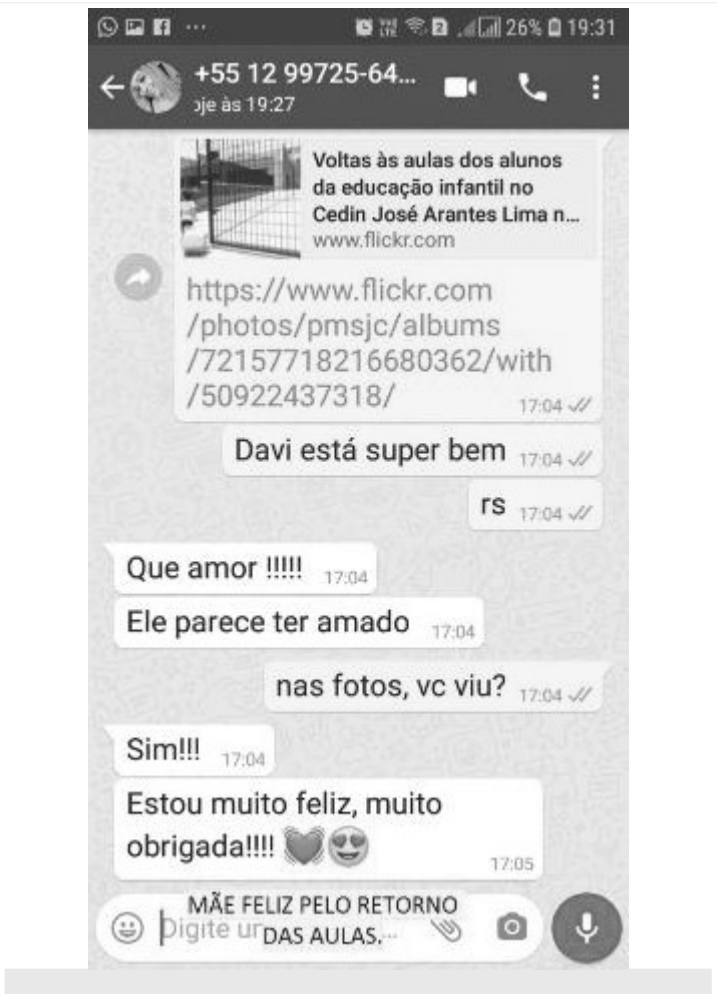 26% 19:31
+55 12 99725-64...
oje às 19:27
Voltas às aulas dos alunos
da educação infantil no
Cedin José Arantes Lima n...
www.flickr.com
https://www.flickr.com
/photos/pmsjc/albums
/72157718216680362/with
/50922437318/
17:04
Davi está super bem 17:04
rs 17:04
Que amor !!!!! 17:04
Ele parece ter amado 17:04
nas fotos, vc viu? 17:04
Sim!!! 17:04
Estou muito feliz, muito
obrigada!!!! 💓😍
17:05
MÃE FELIZ PELO RETORNO
Digite un
DAS AULAS....